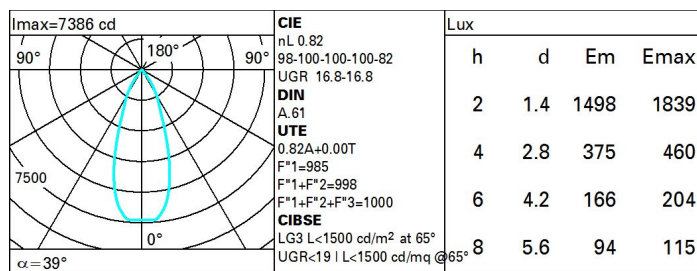 Imax=7386 cd
180°
90°
90°
7500
0°
α=39°
CIE
nL 0.82
98-100-100-100-82
UGR 16.8-16.8
DIN
A.61
UTE
0.82A+0.00T
F"1=985
F"1+F"2=998
F"1+F"2+F"3=1000
CIBSE
LG3 L<1500 cd/m² at 65°
UGR<19 | L<1500 cd/mq @65°
Lux
h d Em Emax
2 1.4 1498 1839
4 2.8 375 460
6 4.2 166 204
8 5.6 94 115